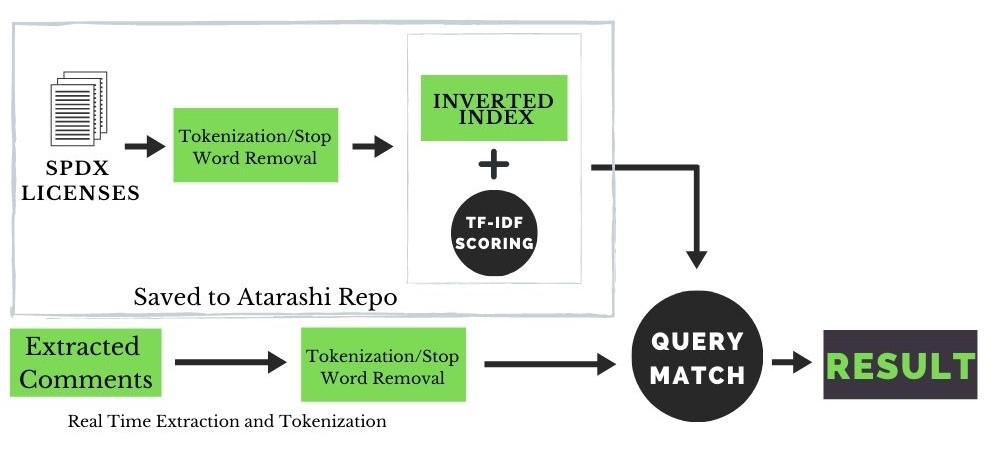 SPDX
LICENSES
Tokenization/Stop
Word Removal
INVERTED
INDEX
+
TF-IDF
SCORING
Saved to Atarashi Repo
Extracted
Comments
Tokenization/Stop
Word Removal
Real Time Extraction and Tokenization
QUERY
MATCH
RESULT